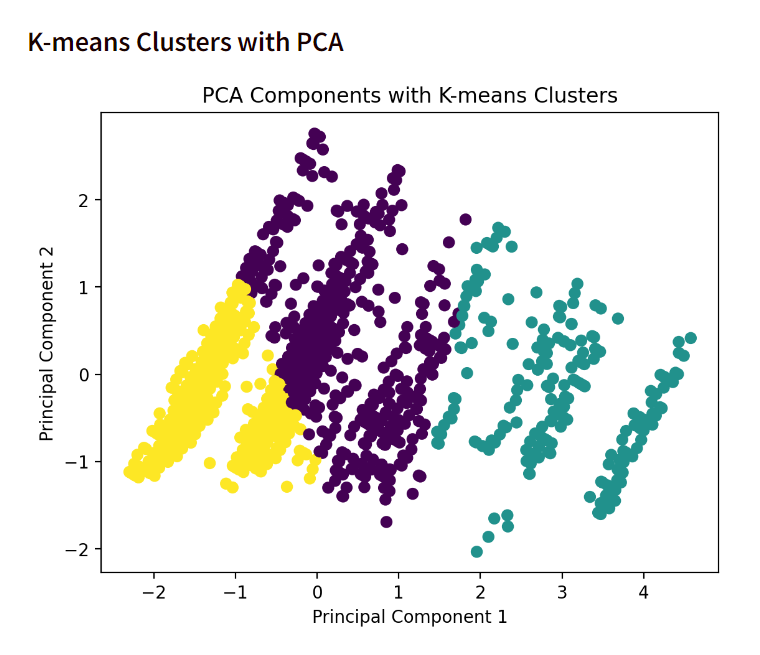 K-means Clusters with PCA
PCA Components with K-means Clusters
2
1
0
−1
−2
Principal Component 2
−2 −1 0 1 2 3 4
Principal Component 1